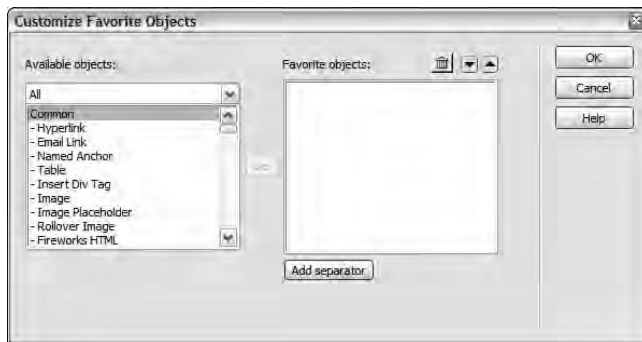 Customize Favorite Objects
Available objects:
All
Common
- Hyperlink
- Email Link
- Named Anchor
- Table
- Insert Div Tag
- Image
- Image Placeholder
- Rollover Image
- Fireworks HTML
Favorite objects:
Add separator
OK
Cancel
Help